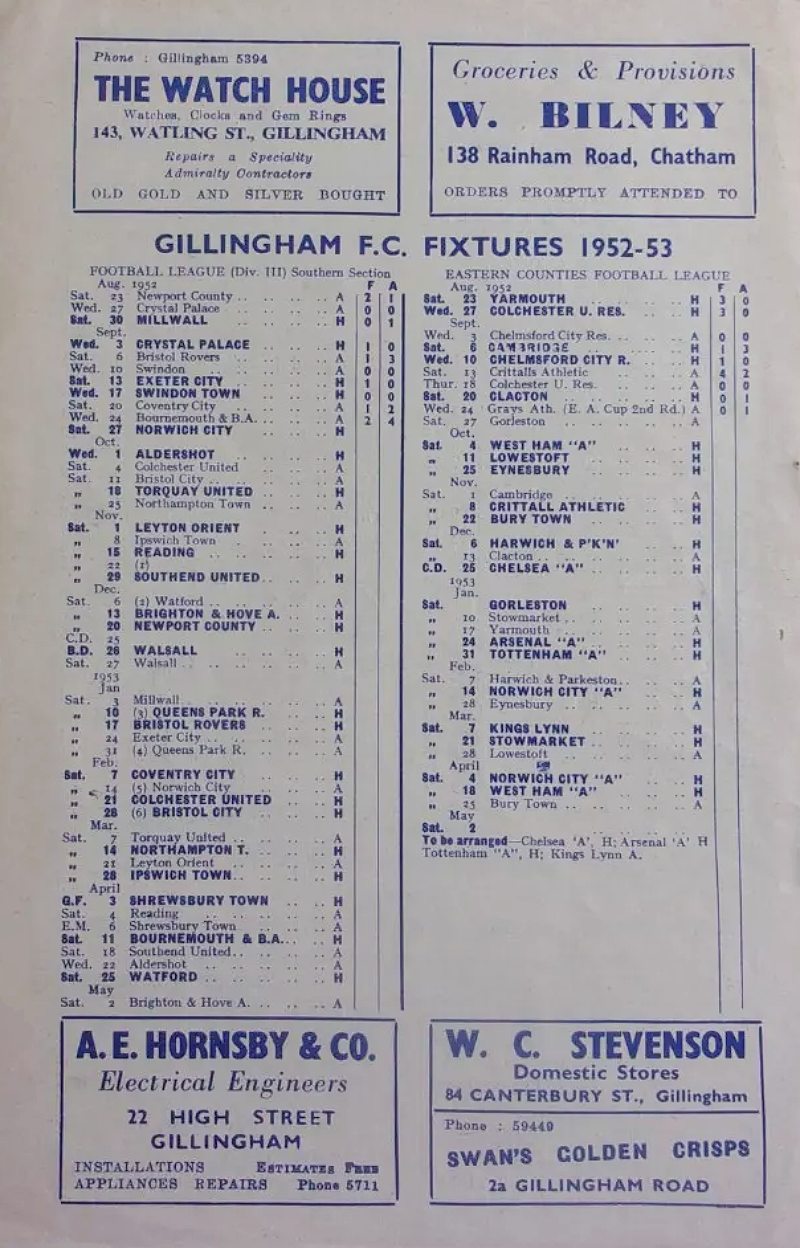 Phone : Gillingham 5394
THE WATCH HOUSE
Watches, Clocks and Gem Rings
143, WATLING ST., GILLINGHAM
Repairs a Speciality
Admiralty Contractors
OLD GOLD AND SILVER BOUGHT
Groceries & Provisions
W. BILNEY
138 Rainham Road, Chatham
ORDERS PROMPTLY ATTENDED TO
GILLINGHAM F.C. FIXTURES 1952-53
FOOTBALL LEAGUE (Div. III) Southern Section
Aug. 1952 F A
Sat. 23 Newport County .. .. .. .. A 2 1
Wed. 27 Crystal Palace .. .. .. .. A 0 0
Sat. 30 MILLWALL .. .. .. .. H 0 1
Sept.
Wed. 3 CRYSTAL PALACE .. .. .. H 1 0
Sat. 6 Bristol Rovers .. .. .. .. A 1 3
Wed. 10 Swindon .. .. .. .. A 0 0
Sat. 13 EXETER CITY .. .. .. .. H 1 0
Wed. 17 SWINDON TOWN .. .. .. H 0 0
Sat. 20 Coventry City .. .. .. .. A 1 2
Wed. 24 Bournemouth & B.A. .. .. .. A 2 4
Sat. 27 NORWICH CITY .. .. .. H
Oct.
Wed. 1 ALDERSHOT .. .. .. H
Sat. 4 Colchester United .. .. .. A
Sat. 11 Bristol City .. .. .. .. A
„ 18 TORQUAY UNITED .. .. .. H
„ 25 Northampton Town .. .. .. A
Nov.
Sat. 1 LEYTON ORIENT .. .. .. H
„ 8 Ipswich Town .. .. .. A
„ 15 READING .. .. .. .. H
„ 22 (1)
„ 29 SOUTHEND UNITED .. .. .. H
Dec.
Sat. 6 (2) Watford .. .. .. .. A
„ 13 BRIGHTON & HOVE A. .. .. .. H
„ 20 NEWPORT COUNTY .. .. .. H
C.D. 25
B.D. 26 WALSALL .. .. .. H
Sat. 27 Walsall .. .. .. .. A
1953
Jan
Sat. 3 Millwall .. .. .. .. A
„ 10 (3) QUEENS PARK R. .. .. .. H
„ 17 BRISTOL ROVERS .. .. .. H
„ 24 Exeter City .. .. .. .. A
„ 31 (4) Queens Park R. .. .. .. A
Feb.
Sat. 7 COVENTRY CITY .. .. .. H
„ 14 (5) Norwich City .. .. .. A
„ 21 COLCHESTER UNITED .. .. H
„ 28 (6) BRISTOL CITY .. .. .. H
Mar.
Sat. 7 Torquay United .. .. .. .. A
„ 14 NORTHAMPTON T. .. .. .. H
„ 21 Leyton Orient .. .. .. A
„ 28 IPSWICH TOWN .. .. .. H
April
G.F. 3 SHREWSBURY TOWN .. .. H
Sat. 4 Reading .. .. .. .. A
E.M. 6 Shrewsbury Town .. .. .. A
Sat. 11 BOURNEMOUTH & B.A. .. .. H
Sat. 18 Southend United .. .. .. A
Wed. 22 Aldershot .. .. .. .. A
Sat. 25 WATFORD .. .. .. .. H
May
Sat. 2 Brighton & Hove A. .. .. .. A
EASTERN COUNTIES FOOTBALL LEAGUE
Aug. 1952 F A
Sat. 23 YARMOUTH .. .. .. H 3 0
Wed. 27 COLCHESTER U. RES. .. .. .. H 3 0
Sept.
Wed. 3 Chelmsford City Res. .. .. .. A 0 0
Sat. 6 CAMBRIDGE .. .. .. H 1 3
Wed. 10 CHELMSFORD CITY R. .. .. .. H 1 0
Sat. 13 Crittalls Athletic .. .. .. A 4 2
Thur. 18 Colchester U. Res. .. .. .. A 0 0
Sat. 20 CLACTON .. .. .. .. H 0 1
Wed. 24 Grays Ath. (E. A. Cup 2nd Rd.) A 0 1
Sat. 27 Gorleston .. .. .. A
Oct.
Sat. 4 WEST HAM "A" .. .. .. H
„ 11 LOWESTOFT .. .. .. H
„ 25 EYNESBURY .. .. .. H
Nov.
Sat. 1 Cambridge .. .. .. A
„ 8 CRITTALL ATHLETIC .. .. .. H
„ 22 BURY TOWN .. .. .. H
Dec.
Sat. 6 HARWICH & P'K'N' .. .. .. H
„ 13 Clacton .. .. .. .. A
C.D. 25 CHELSEA "A" .. .. .. H
1953
Jan.
Sat. GORLESTON .. .. .. H
„ 10 Stowmarket .. .. .. A
„ 17 Yarmouth .. .. .. A
„ 24 ARSENAL "A" .. .. .. H
„ 31 TOTTENHAM "A" .. .. .. H
Feb.
Sat. 7 Harwich & Parkeston .. .. .. A
„ 14 NORWICH CITY "A" .. .. .. H
„ 28 Eynesbury .. .. .. A
Mar.
Sat. 7 KINGS LYNN .. .. .. H
„ 21 STOWMARKET .. .. .. H
„ 28 Lowestoft .. .. .. A
April
Sat. 4 NORWICH CITY "A" .. .. .. H
„ 18 WEST HAM "A" .. .. .. H
„ 25 Bury Town .. .. .. A
May
Sat. 2 .. .. ..
To be arranged—Chelsea 'A', H; Arsenal 'A' H
Tottenham "A", H; Kings Lynn A.
A. E. HORNSBY & CO.
Electrical Engineers
22 HIGH STREET
GILLINGHAM
INSTALLATIONS ESTIMATES FREE
APPLIANCES REPAIRS Phone 5711
W. C. STEVENSON
Domestic Stores
84 CANTERBURY ST., Gillingham
Phone : 59449
SWAN'S GOLDEN CRISPS
2a GILLINGHAM ROAD